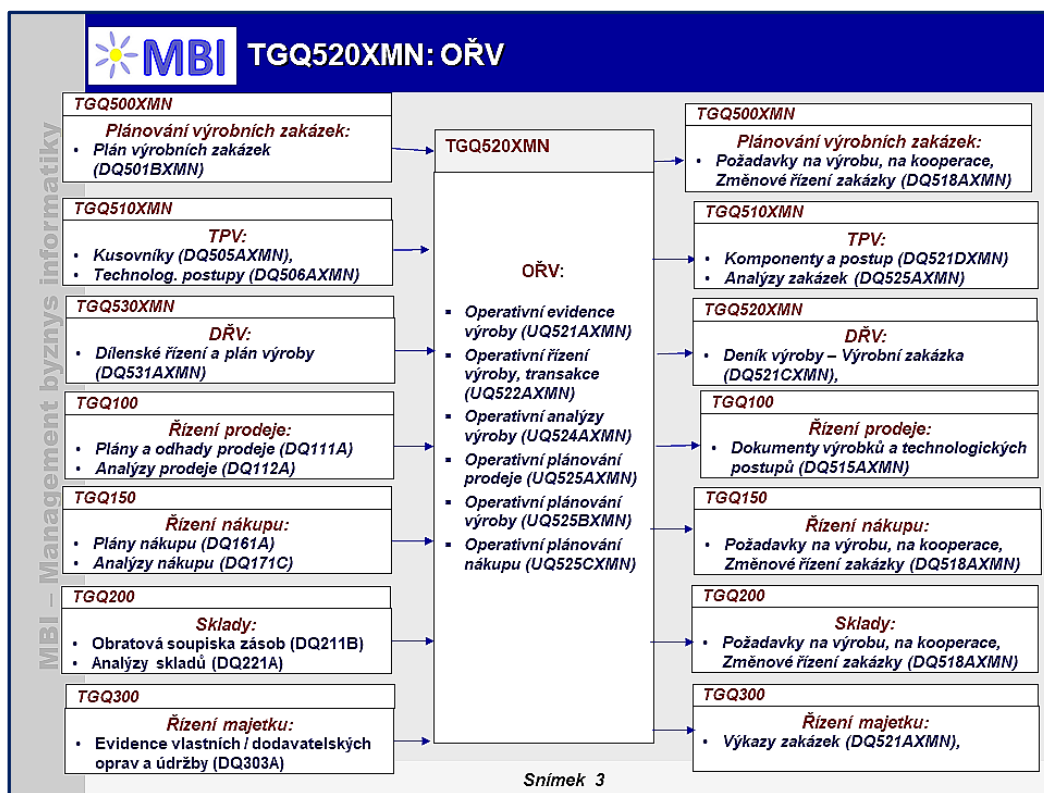 MBI
TGQ520XMN: OŘV
MBI – Management byznys informatiky
TGQ500XMN
Plánování výrobních zakázek:
• Plán výrobních zakázek
(DQ501BXMN)
TGQ510XMN
TPV:
• Kusovníky (DQ505AXMN),
• Technolog. postupy (DQ506AXMN)
TGQ530XMN
DŘV:
• Dílenské řízení a plán výroby
(DQ531AXMN)
TGQ100
Řízení prodeje:
• Plány a odhady prodeje (DQ111A)
• Analýzy prodeje (DQ112A)
TGQ150
Řízení nákupu:
• Plány nákupu (DQ161A)
• Analýzy nákupu (DQ171C)
TGQ200
Sklady:
• Obratová soupiska zásob (DQ211B)
• Analýzy skladů (DQ221A)
TGQ300
Řízení majetku:
• Evidence vlastních / dodavatelských
oprav a údržby (DQ303A)
TGQ520XMN
OŘV:
▪ Operativní evidence
výroby (UQ521AXMN)
▪ Operativní řízení
výroby, transakce
(UQ522AXMN)
▪ Operativní analýzy
výroby (UQ524AXMN)
▪ Operativní plánování
prodeje (UQ525AXMN)
▪ Operativní plánování
výroby (UQ525BXMN)
▪ Operativní plánování
nákupu (UQ525CXMN)
TGQ500XMN
Plánování výrobních zakázek:
• Požadavky na výrobu, na kooperace,
Změnové řízení zakázky (DQ518AXMN)
TGQ510XMN
TPV:
• Komponenty a postup (DQ521DXMN)
• Analýzy zakázek (DQ525AXMN)
TGQ520XMN
DŘV:
• Deník výroby – Výrobní zakázka
(DQ521CXMN),
TGQ100
Řízení prodeje:
• Dokumenty výrobků a technologických
postupů (DQ515AXMN)
TGQ150
Řízení nákupu:
• Požadavky na výrobu, na kooperace,
Změnové řízení zakázky (DQ518AXMN)
TGQ200
Sklady:
• Požadavky na výrobu, na kooperace,
Změnové řízení zakázky (DQ518AXMN)
TGQ300
Řízení majetku:
• Výkazy zakázek (DQ521AXMN),
Snímek 3